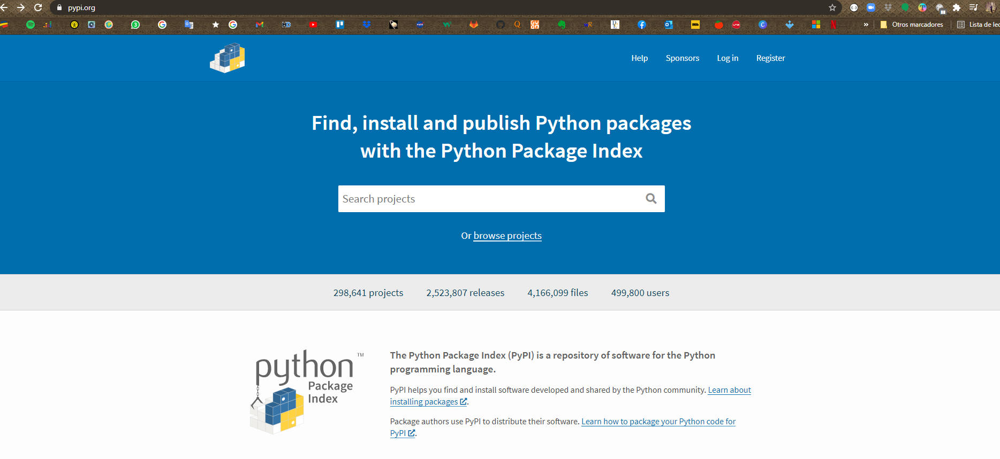 pypi.org
3
HD
Q
R
IMDb
C
N
»
Otros marcadores
Lista de lec
Help
Sponsors
Log in
Register
Find, install and publish Python packages
with the Python Package Index
Search projects
Or browse projects
298,641 projects
2,523,807 releases
4,166,099 files
499,800 users
python™
Package
Index
The Python Package Index (PyPI) is a repository of software for the Python
programming language.
PyPI helps you find and install software developed and shared by the Python community. Learn about
installing packages.
Package authors use PyPI to distribute their software. Learn how to package your Python code for
PyPI.